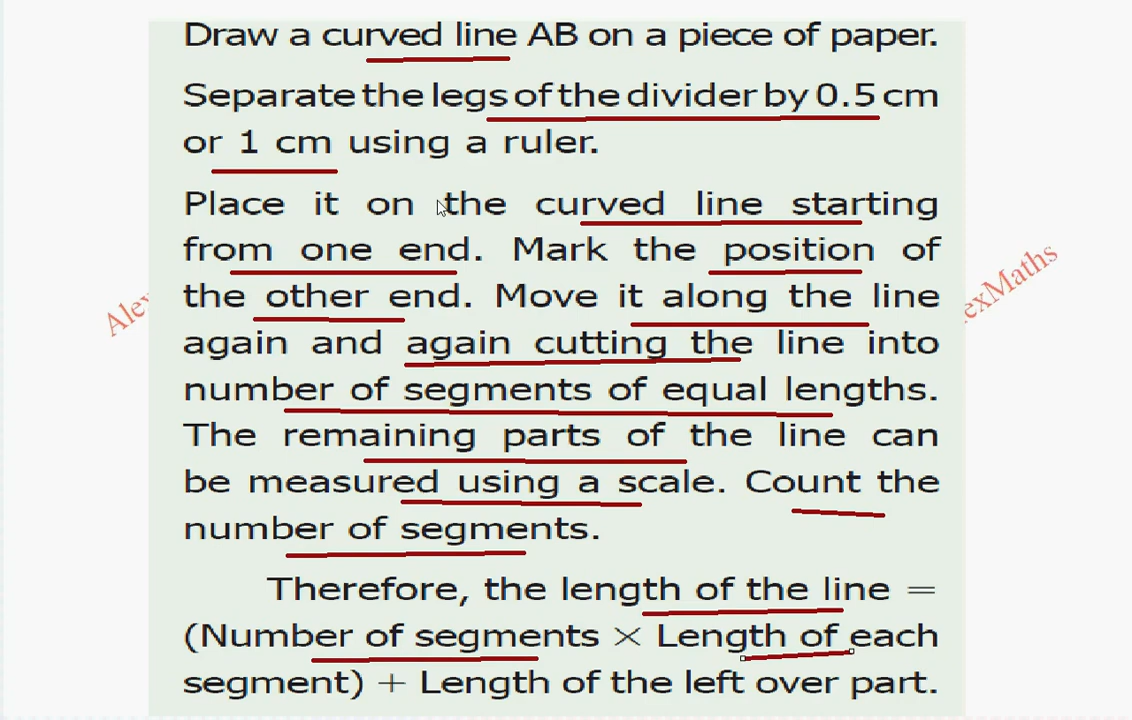 Draw a curved line AB on a piece of paper.
Separate the legs of the divider by 0.5 cm
or 1 cm using a ruler.
Place it on the curved line starting
from one end. Mark the position of
the other end. Move it along the line
again and again cutting the line into
number of segments of equal lengths.
The remaining parts of the line can
be measured using a scale. Count the
number of segments.
Therefore, the length of the line =
(Number of segments × Length of each
segment) + Length of the left over part.